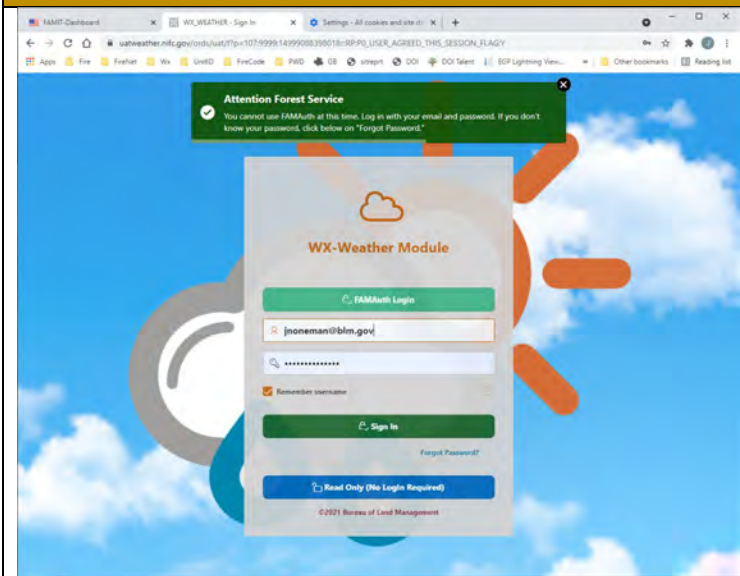 FAMIT-Dashboard
WX_WEATHER - Sign In
Settings - All cookies and site d
uatweather.nifc.gov/ords/uat/f?p=107:9999:14999088398018::RP:P0_USER_AGREED_THIS_SESSION_FLAG:Y
Apps Fire FireNet Wx UnitID FireCode PWD GB sitreprt DOI DOI Talent EGP Lightning View... Other bookmarks Reading list
Attention Forest Service
You cannot use FAMAuth at this time. Log in with your email and password. If you don't
know your password, click below on "Forgot Password."
WX-Weather Module
FAMAuth Login
jnoneman@blm.gov
Remember username
Sign In
Forgot Password?
Read Only (No Login Required)
©2021 Bureau of Land Management